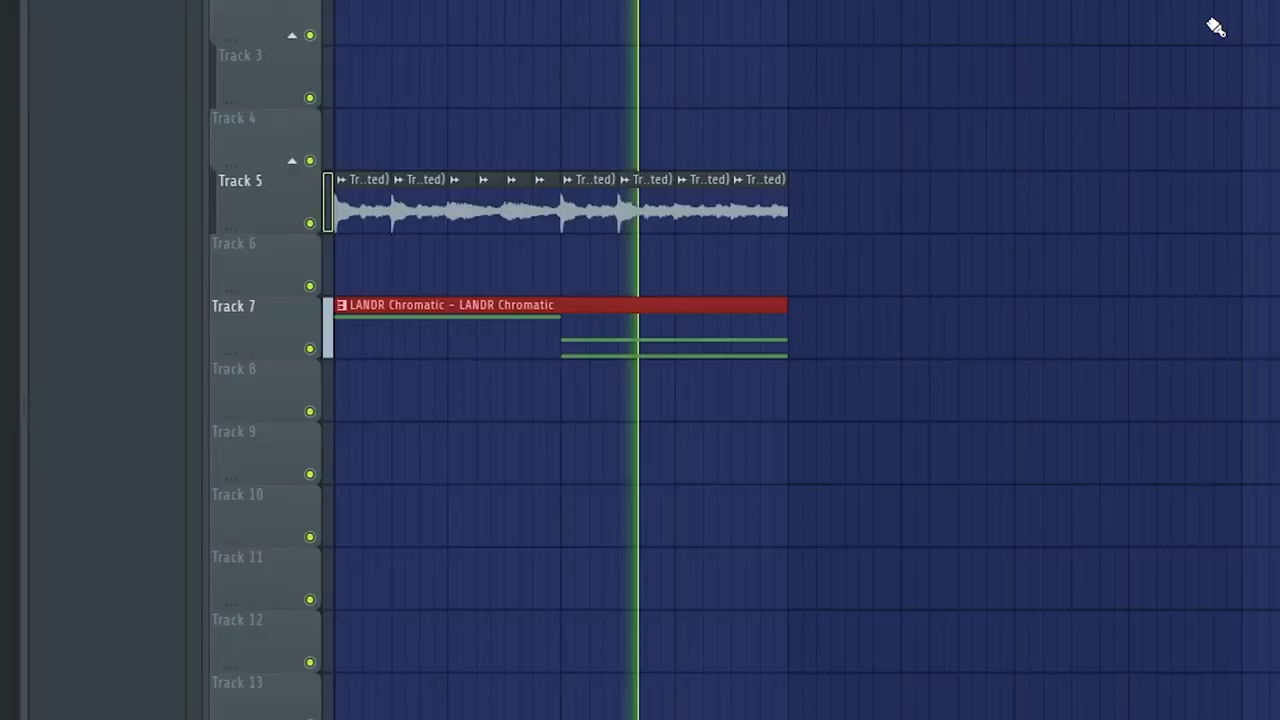 Track 3
Track 4
Track 5
Tr..ted) Tr..ted) Tr..ted) Tr..ted) Tr..ted) Tr..ted)
Track 6
Track 7
LANDR Chromatic - LANDR Chromatic
Track 8
Track 9
Track 10
Track 11
Track 12
Track 13